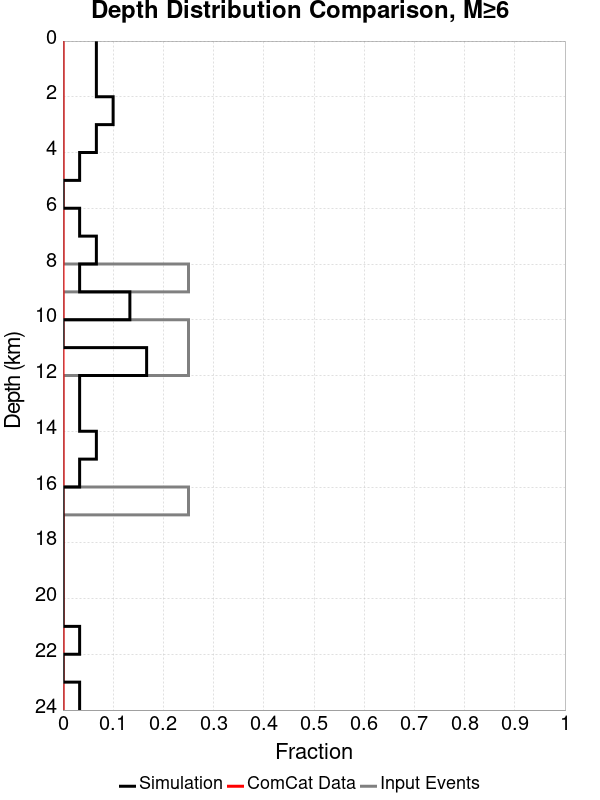 Depth Distribution Comparison, M≥6
0
2
4
6
8
10
12
14
16
18
20
22
24
Depth (km)
0 0.1 0.2 0.3 0.4 0.5 0.6 0.7 0.8 0.9 1
Fraction
Simulation ComCat Data Input Events